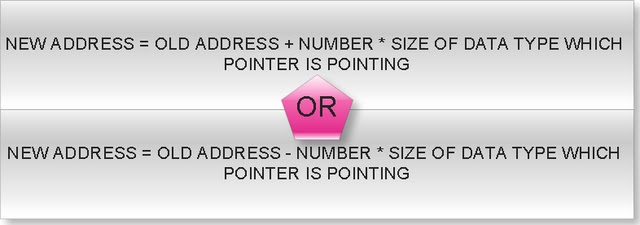 NEW ADDRESS = OLD ADDRESS + NUMBER * SIZE OF DATA TYPE WHICH
POINTER IS POINTING
OR
NEW ADDRESS = OLD ADDRESS - NUMBER * SIZE OF DATA TYPE WHICH
POINTER IS POINTING